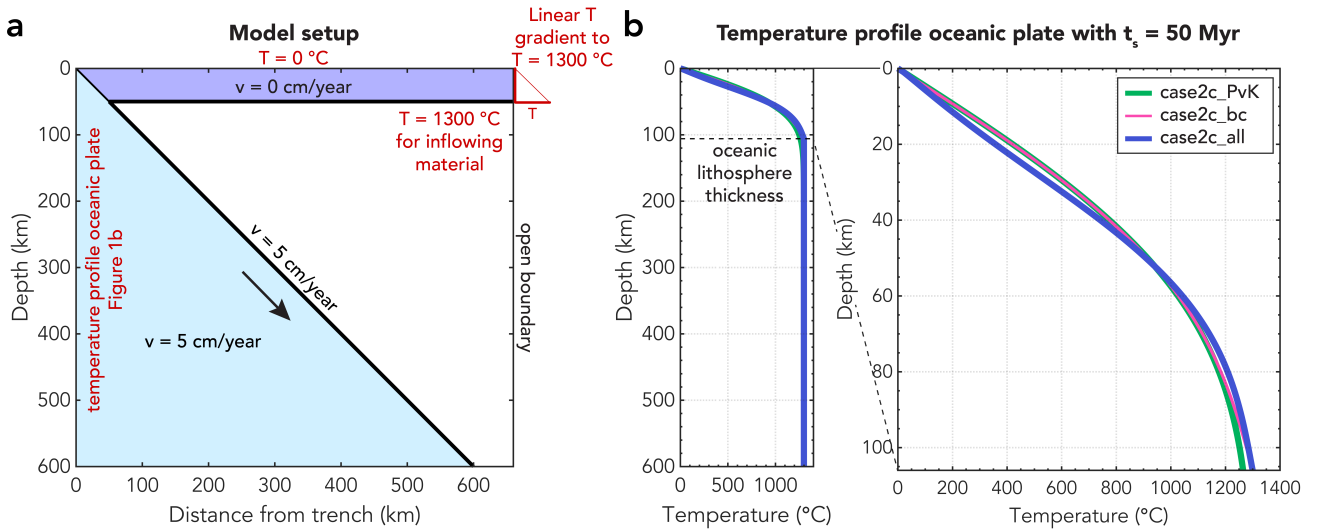 a
Model setup
T = 0 °C
Linear T
gradient to
T = 1300 °C
v = 0 cm/year
T
T = 1300 °C
for inflowing
material
temperature profile oceanic plate
Figure 1b
v = 5 cm/year
v = 5 cm/year
open boundary
0
100
200
300
400
500
600
Depth (km)
0
100
200
300
400
500
600
Distance from trench (km)
b
Temperature profile oceanic plate with ts = 50 Myr
0
100
200
300
400
500
600
Depth (km)
oceanic
lithosphere
thickness
0
500
1000
Temperature (°C)
case2c_PvK
case2c_bc
case2c_all
0
20
40
60
80
100
Depth (km)
0
200
400
600
800
1000
1200
1400
Temperature (°C)